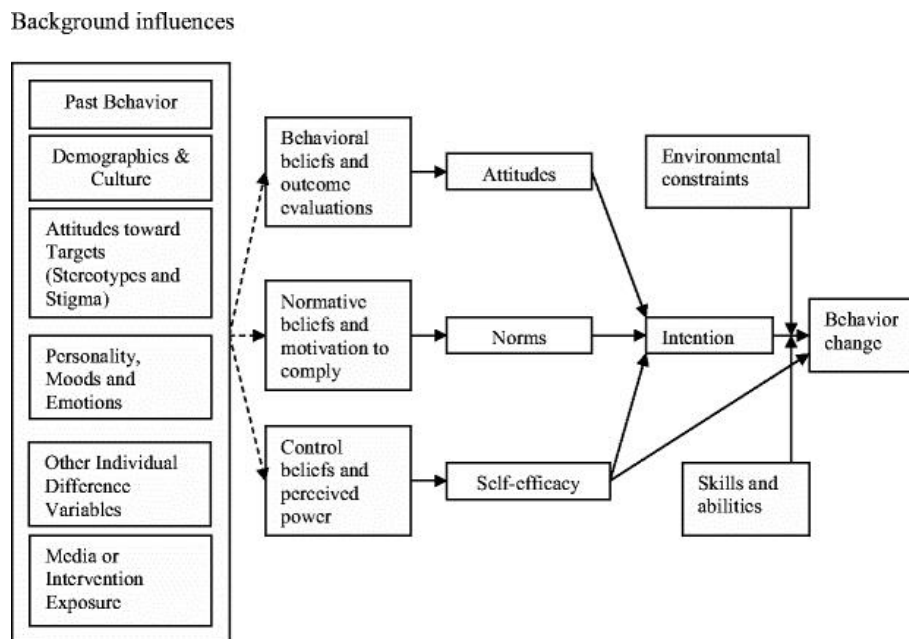 Background influences
Past Behavior
Demographics &
Culture
Attitudes toward
Targets
(Stereotypes and
Stigma)
Personality,
Moods and
Emotions
Other Individual
Difference
Variables
Media or
Intervention
Exposure
Behavioral
beliefs and
outcome
evaluations
Normative
beliefs and
motivation to
comply
Control
beliefs and
perceived
power
Attitudes
Norms
Self-efficacy
Intention
Environmental
constraints
Skills and
abilities
Behavior
change